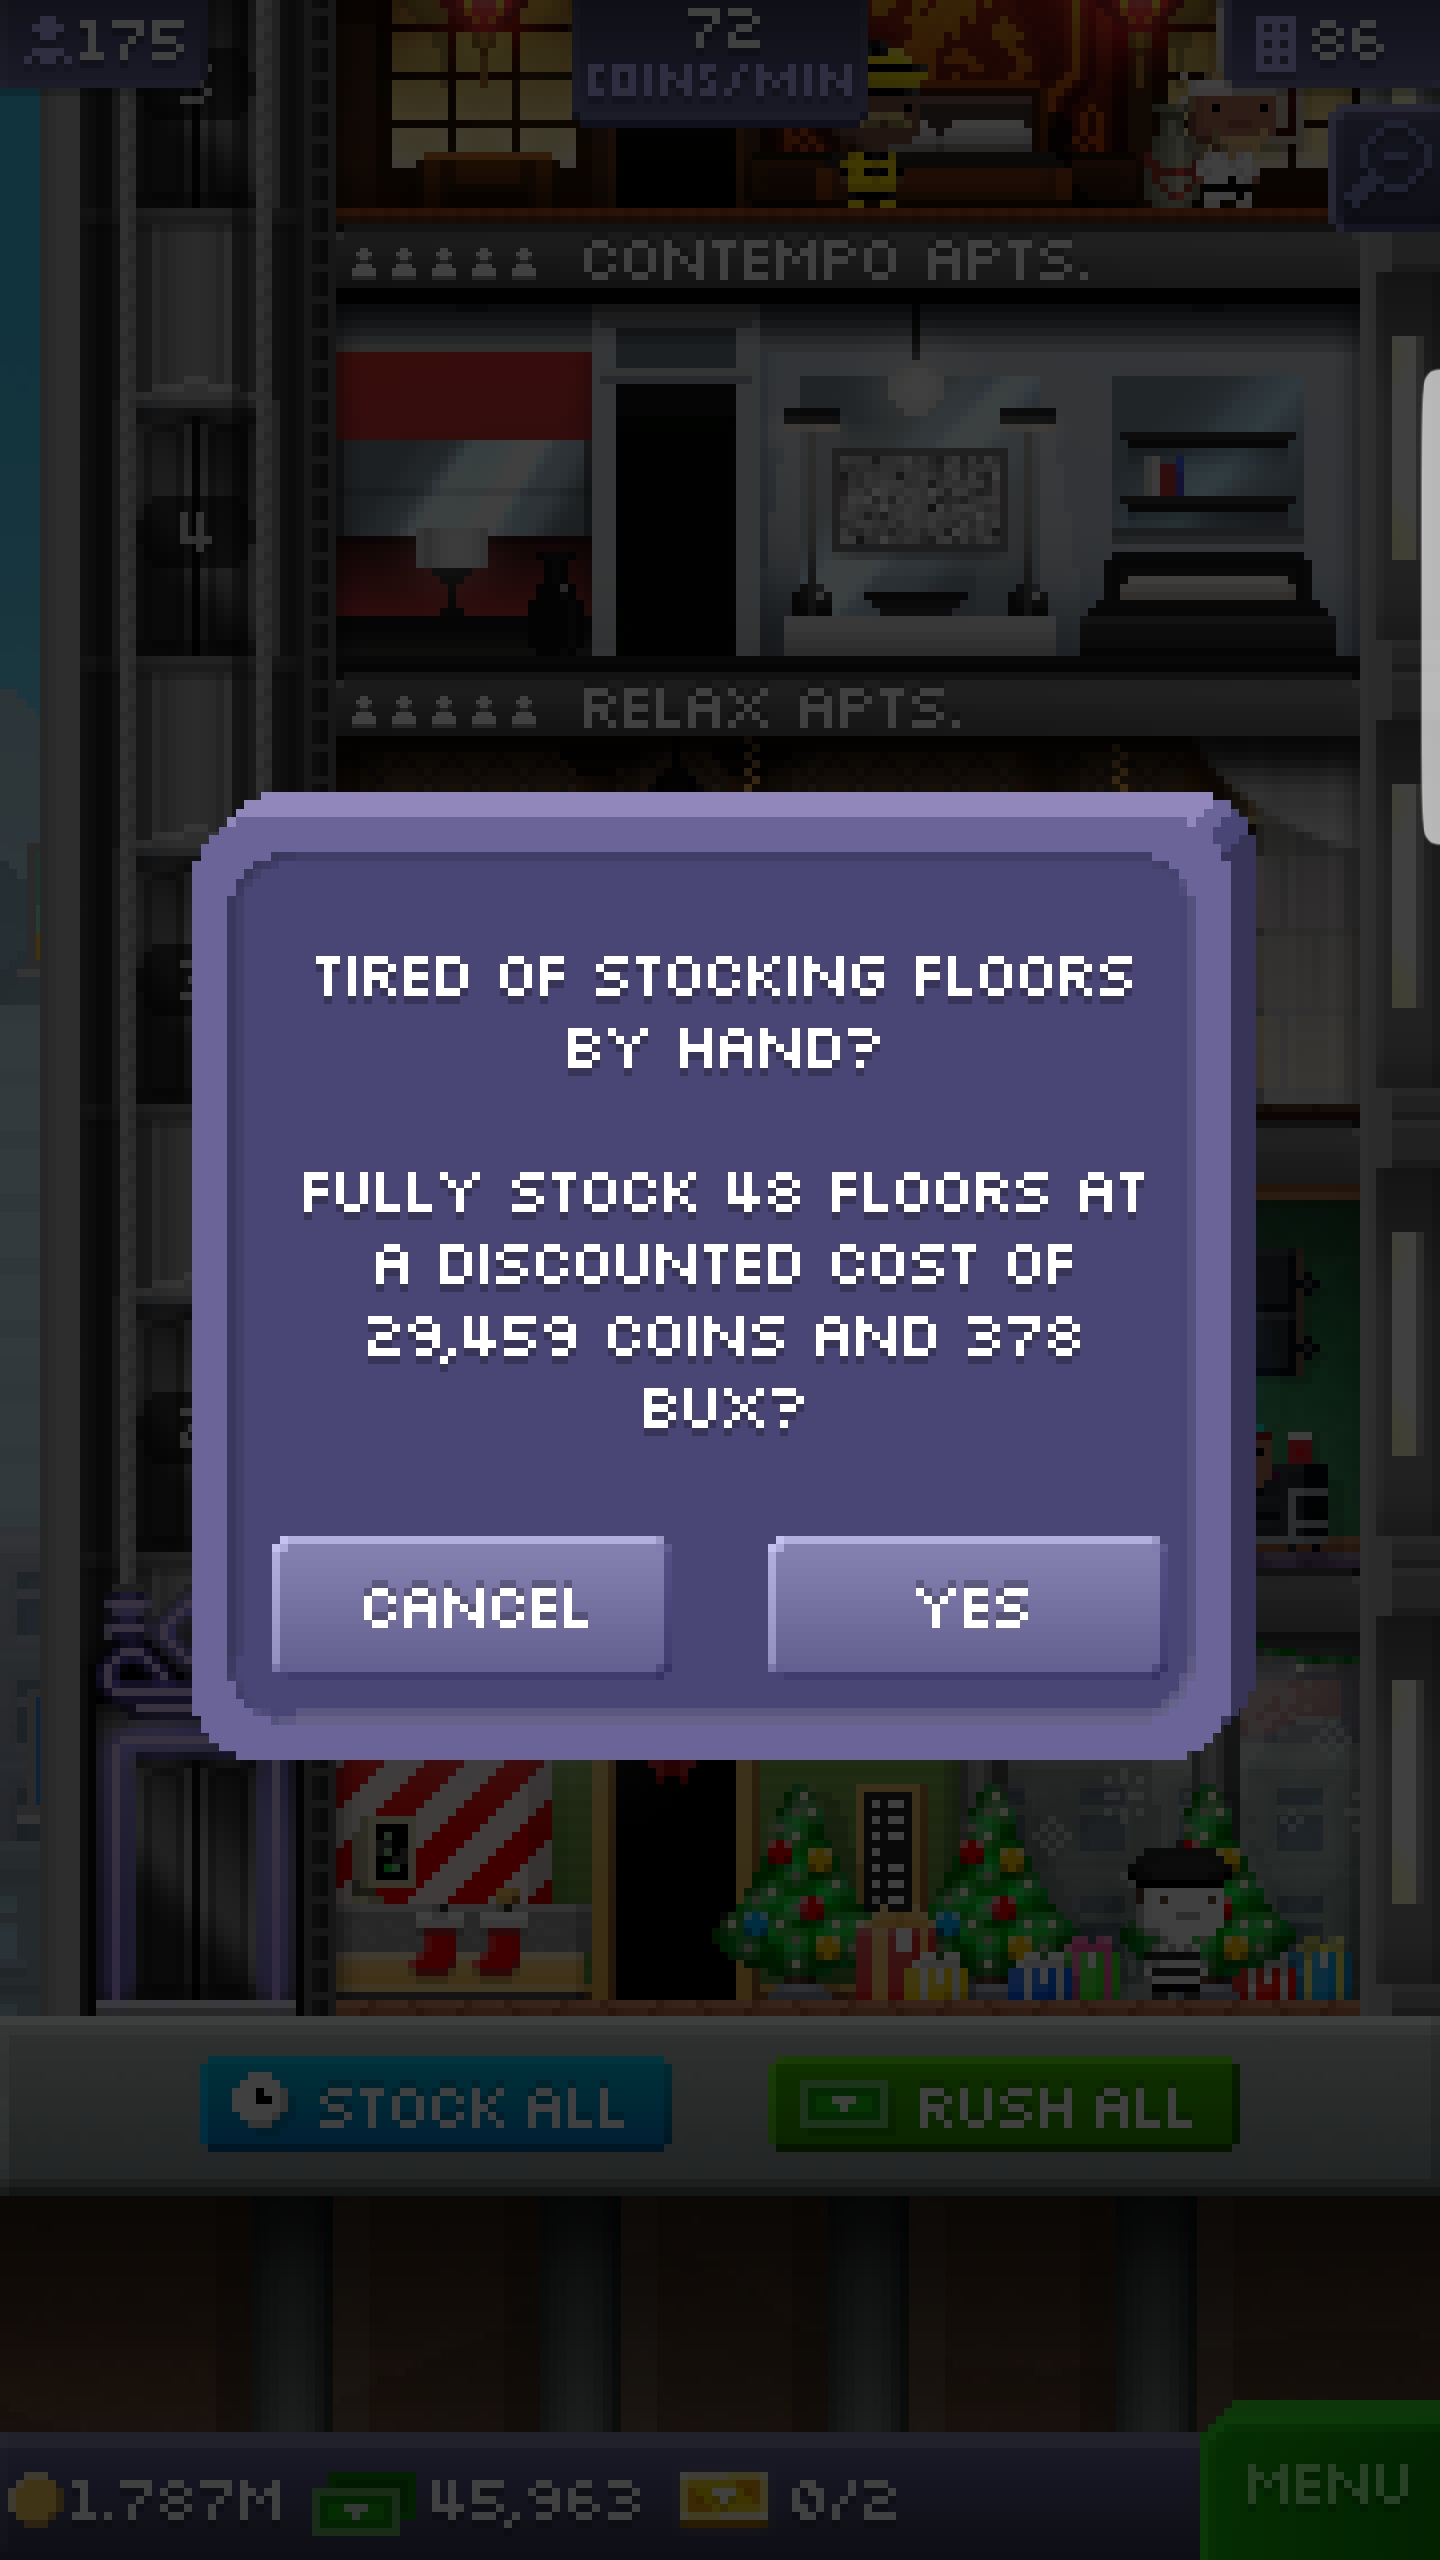 175
72
COINS/MIN
86
CONTEMPO APTS.
4
RELAX APTS.
TIRED OF STOCKING FLOORS
BY HAND?
FULLY STOCK 48 FLOORS AT
A DISCOUNTED COST OF
29,459 COINS AND 378
BUX?
CANCEL
YES
STOCK ALL
RUSH ALL
1.787M
45,963
0/2
MENU